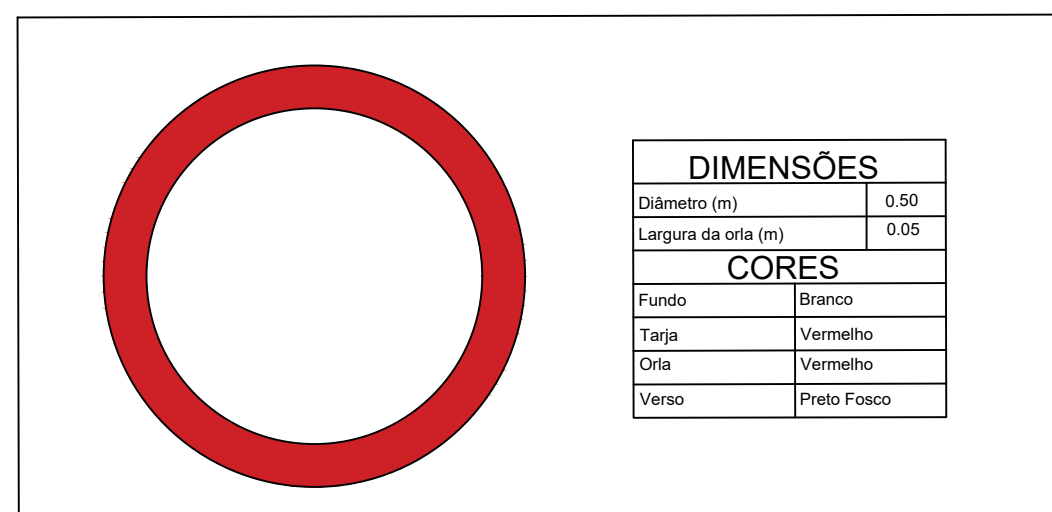 DIMENSÕES
Diâmetro (m) 0.50
Largura da orla (m) 0.05
CORES
Fundo Branco
Tarja Vermelho
Orla Vermelho
Verso Preto Fosco